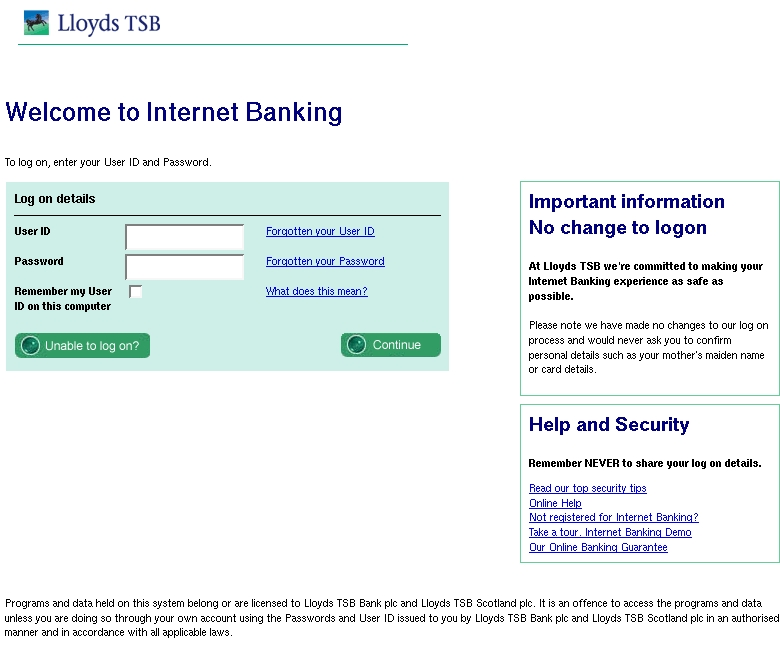 Lloyds TSB
Welcome to Internet Banking
To log on, enter your User ID and Password.
Log on details
User ID
Forgotten your User ID
Password
Forgotten your Password
Remember my User
ID on this computer
What does this mean?
Unable to log on?
Continue
Important information
No change to logon
At Lloyds TSB we're committed to making your
Internet Banking experience as safe as
possible.
Please note we have made no changes to our log on
process and would never ask you to confirm
personal details such as your mother's maiden name
or card details.
Help and Security
Remember NEVER to share your log on details.
Read our top security tips
Online Help
Not registered for Internet Banking?
Take a tour. Internet Banking Demo
Our Online Banking Guarantee
Programs and data held on this system belong or are licensed to Lloyds TSB Bank plc and Lloyds TSB Scotland plc. It is an offence to access the programs and data
unless you are doing so through your own account using the Passwords and User ID issued to you by Lloyds TSB Bank plc and Lloyds TSB Scotland plc in an authorised
manner and in accordance with all applicable laws.